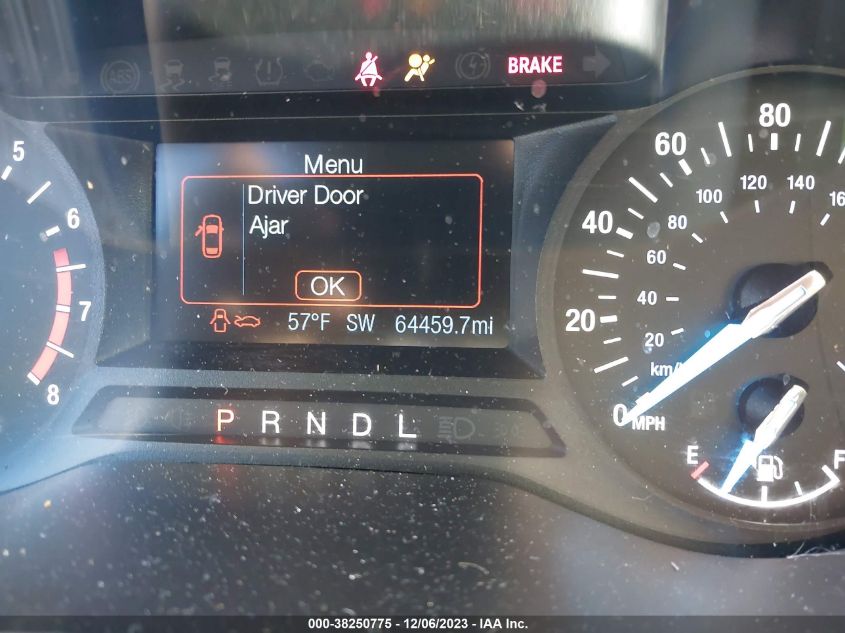 ABS
BRAKE
Menu
Driver Door
Ajar
OK
57°F SW 64459.7mi
P R N D L
5
6
7
8
0
20
40
60
80
20
40
60
80
100
120
140
MPH
E
F
000-38250775 - 12/06/2023 - IAA Inc.